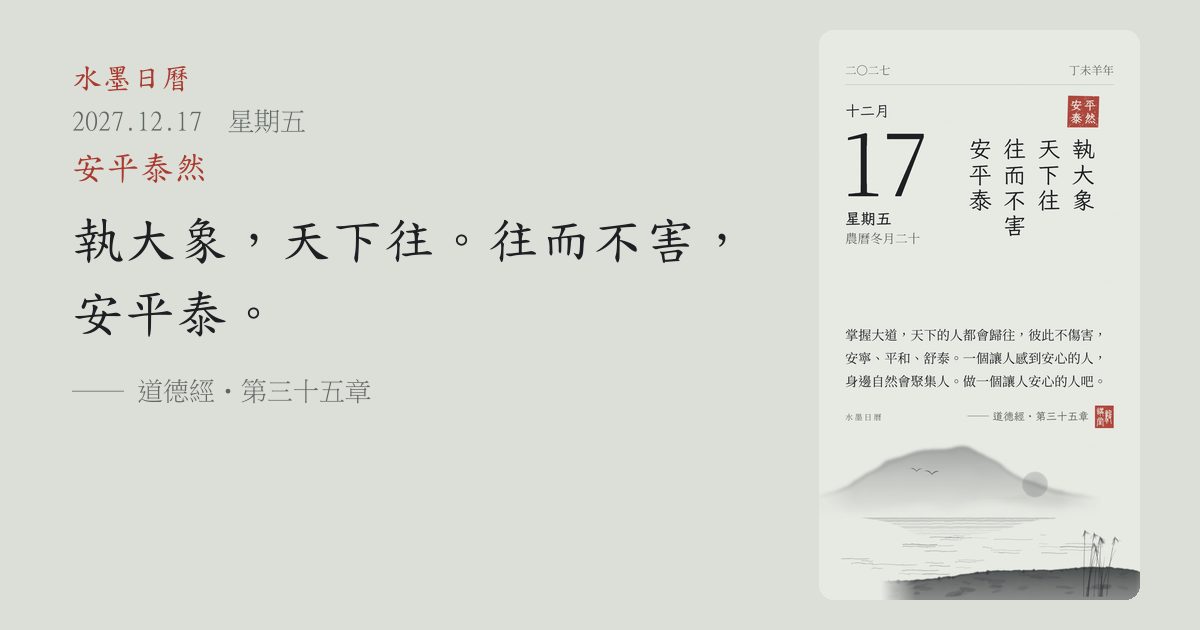 水墨日曆
2027.12.17 星期五
安平泰然
執大象，天下往。往而不害，
安平泰。
—— 道德經・第三十五章
二〇二七
丁未羊年
十二月
17
星期五
農曆冬月二十
安平泰然
執大象
天下往
往而不害
安平泰
掌握大道，天下的人都會歸往，彼此不傷害，
安寧、平和、舒泰。一個讓人感到安心的人，
身邊自然會聚集人。做一個讓人安心的人吧。
水墨日曆
—— 道德經・第三十五章